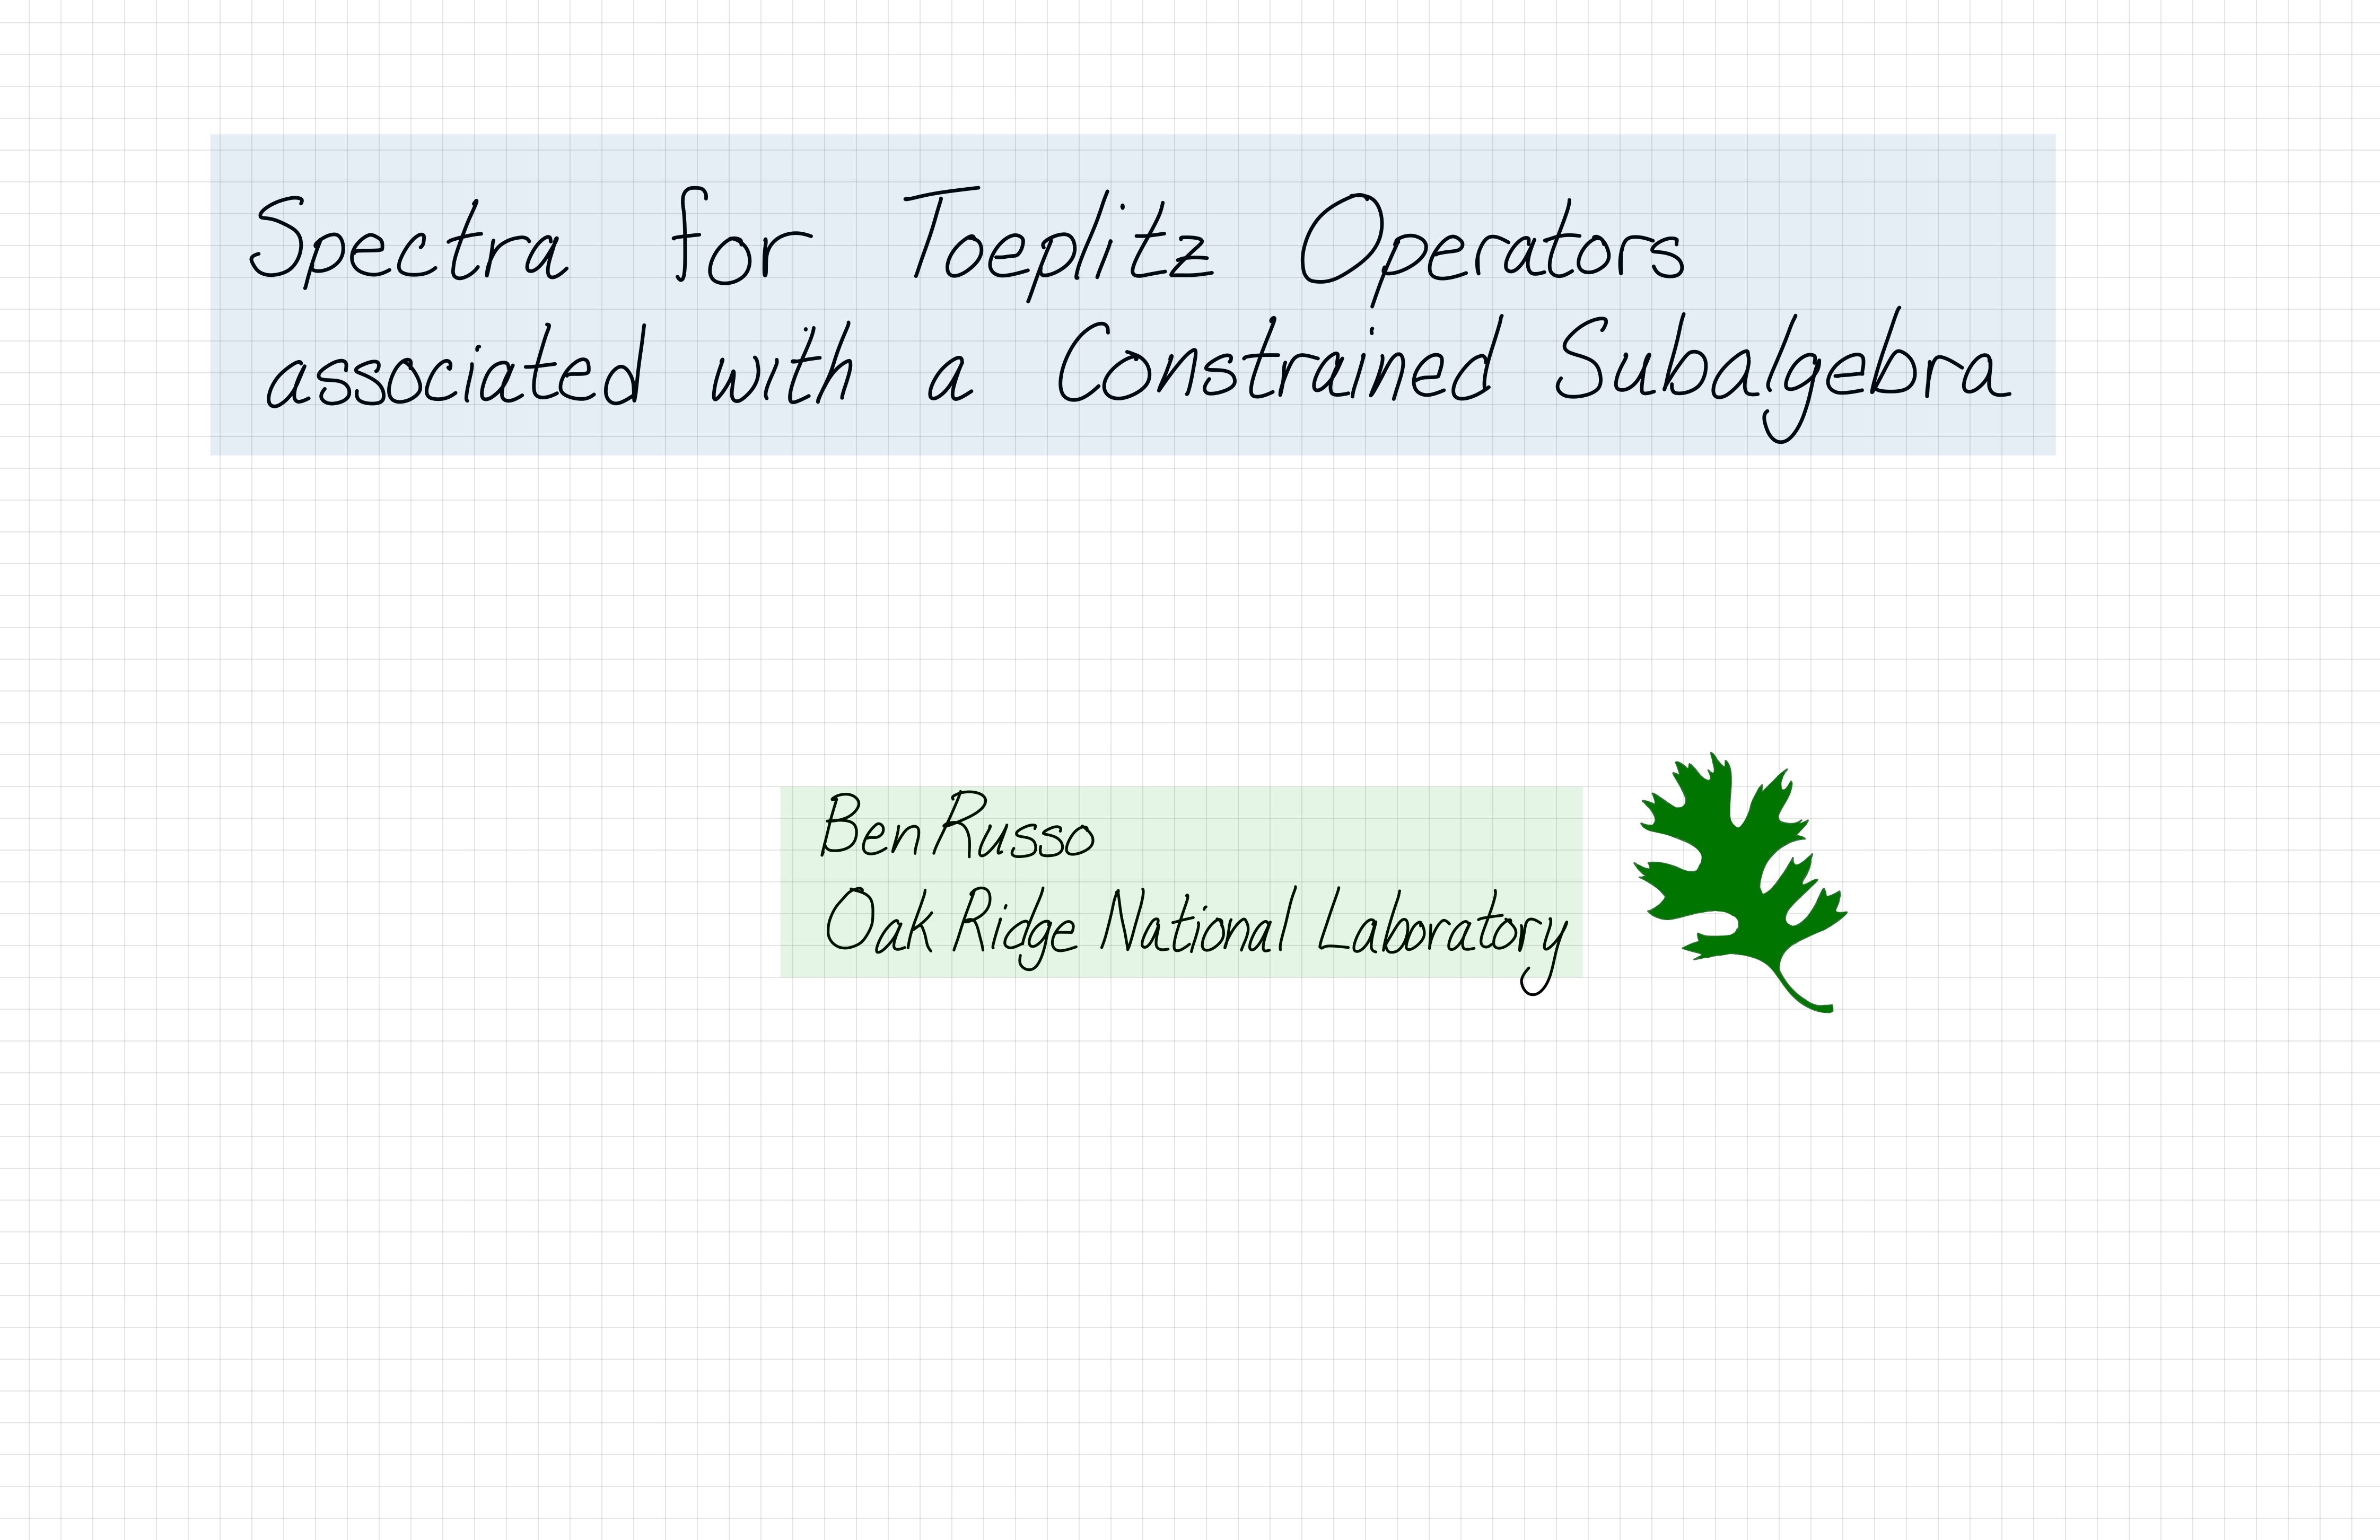 Spectra for Toeplitz Operators
associated with a Constrained Subalgebra
Ben Russo
Oak Ridge National Laboratory